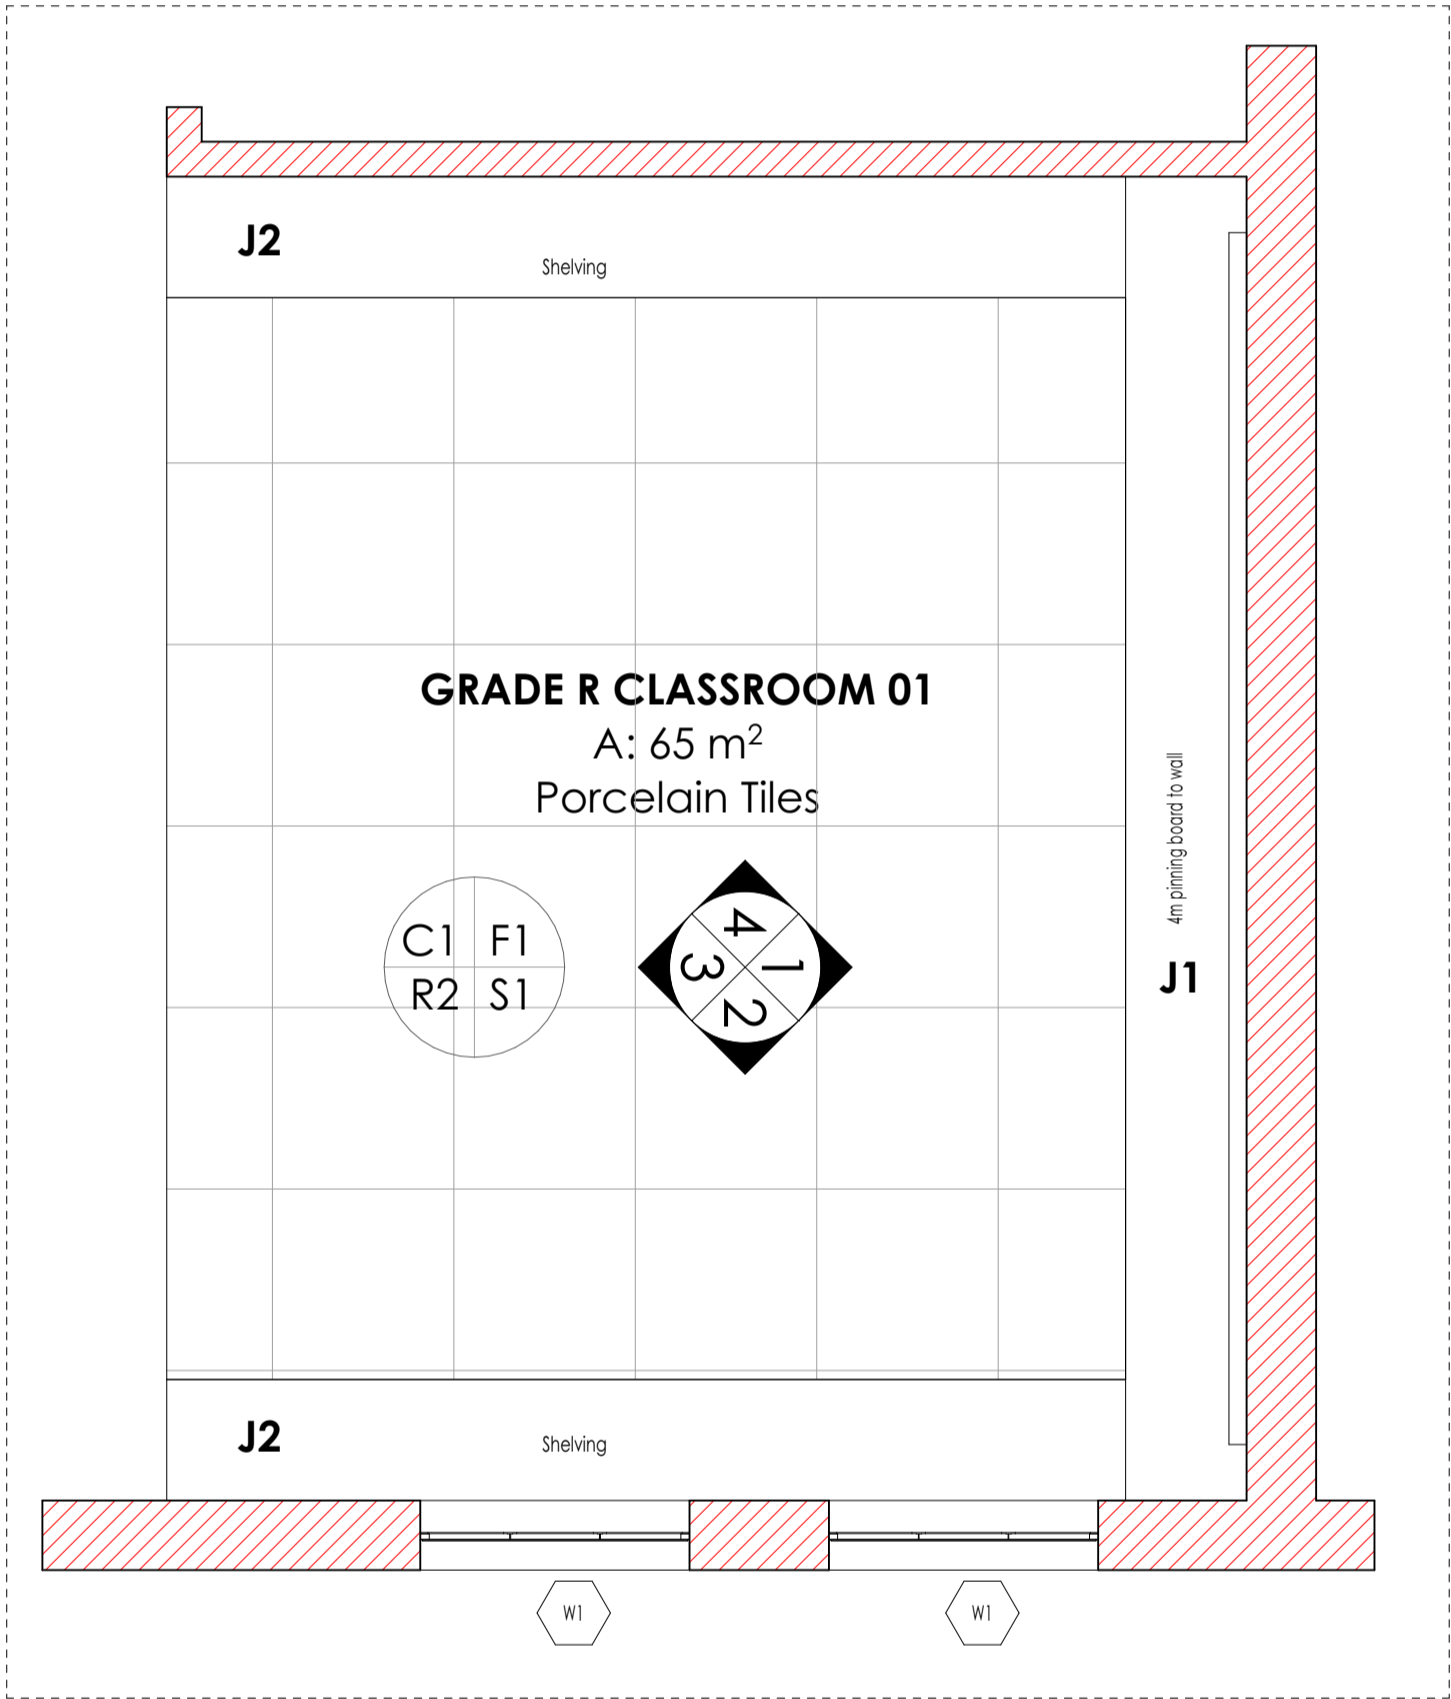 J2
Shelving
GRADE R CLASSROOM 01
A: 65 m²
Porcelain Tiles
4m pinning board to wall
J1
C1 F1
R2 S1
4
3 1
2
J2
Shelving
W1 W1